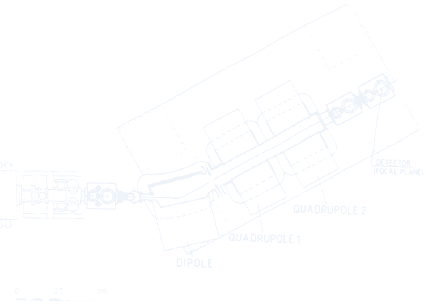 DETECTOR
(FOCAL PLANE)
QUADRUPOLE 2
QUADRUPOLE 1
DIPOLE